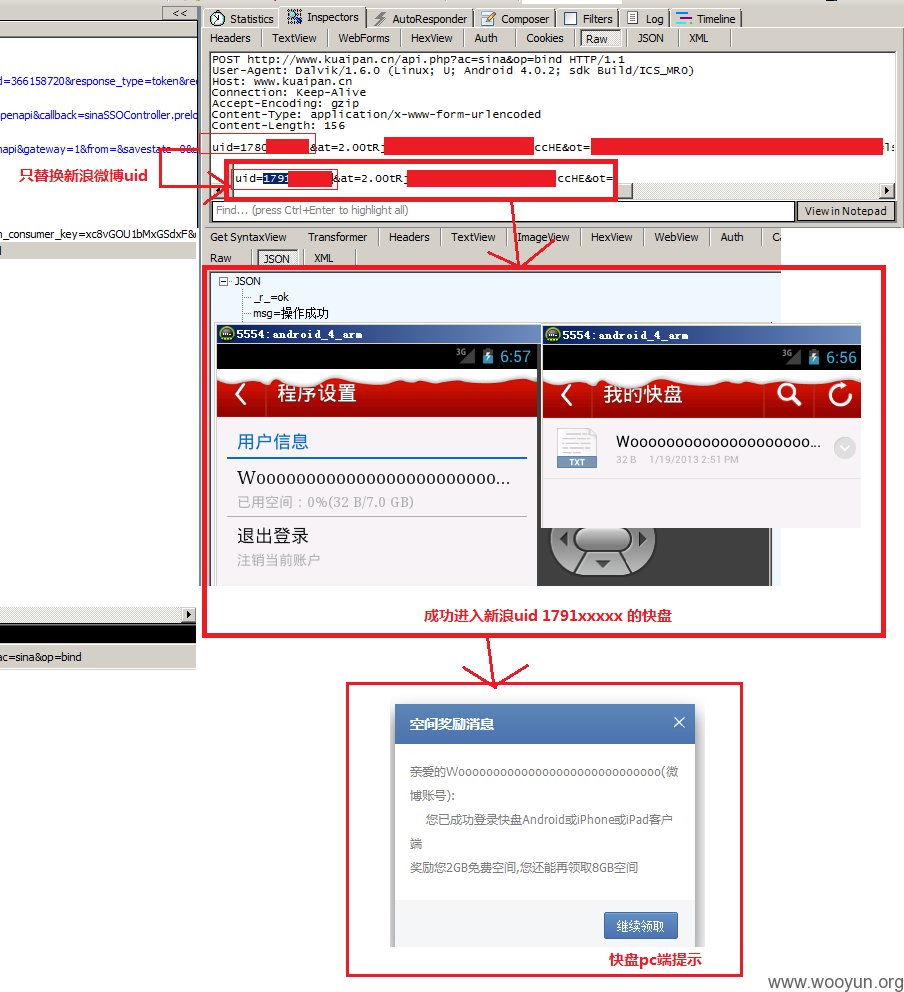 <<
Statistics
Inspectors
AutoResponder
Composer
Filters
Log
Timeline
Headers
TextView
WebForms
HexView
Auth
Cookies
Raw
JSON
XML
POST http://www.kuaipan.cn/api.php?ac=sina&op=bind HTTP/1.1
User-Agent: Dalvik/1.6.0 (Linux; U; Android 4.0.2; sdk Build/ICS_MR0)
Host: www.kuaipan.cn
Connection: Keep-Alive
Accept-Encoding: gzip
Content-Type: application/x-www-form-urlencoded
Content-Length: 156
d=366158720&response_type=token&re
penapi&callback=sinaSSOController.prelo
napi&gateway=1&from=&savestate=0&
uid=1780
&at=2.00tRj
ccHE&ot=
只替换新浪微博uid
uid=1791
&at=2.00tRj
ccHE&ot=
Find... (press Ctrl+Enter to highlight all)
View in Notepad
n_consumer_key=xc8vGOU1bMxGSdxF8&
Get SyntaxView
Transformer
Headers
TextView
ImageView
HexView
WebView
Auth
Raw
JSON
XML
JSON
_r_=ok
msg=操作成功
5554:android_4_arm
3G
6:57
程序设置
用户信息
Wooooooooooooooooooooooooo...
已用空间：0%(32 B/7.0 GB)
退出登录
注销当前账户
5554:android_4_arm
3G
6:56
我的快盘
TXT
Wooooooooooooooooooooo...
32 B 1/19/2013 2:51 PM
成功进入新浪uid 1791xxxxx 的快盘
ac=sina&op=bind
空间奖励消息
亲爱的Wooooooooooooooooooooooooooooo(微
博账号):
您已成功登录快盘Android或iPhone或iPad客户
端
奖励您2GB免费空间,您还能再领取8GB空间
继续领取
快盘pc端提示
www.wooyun.org